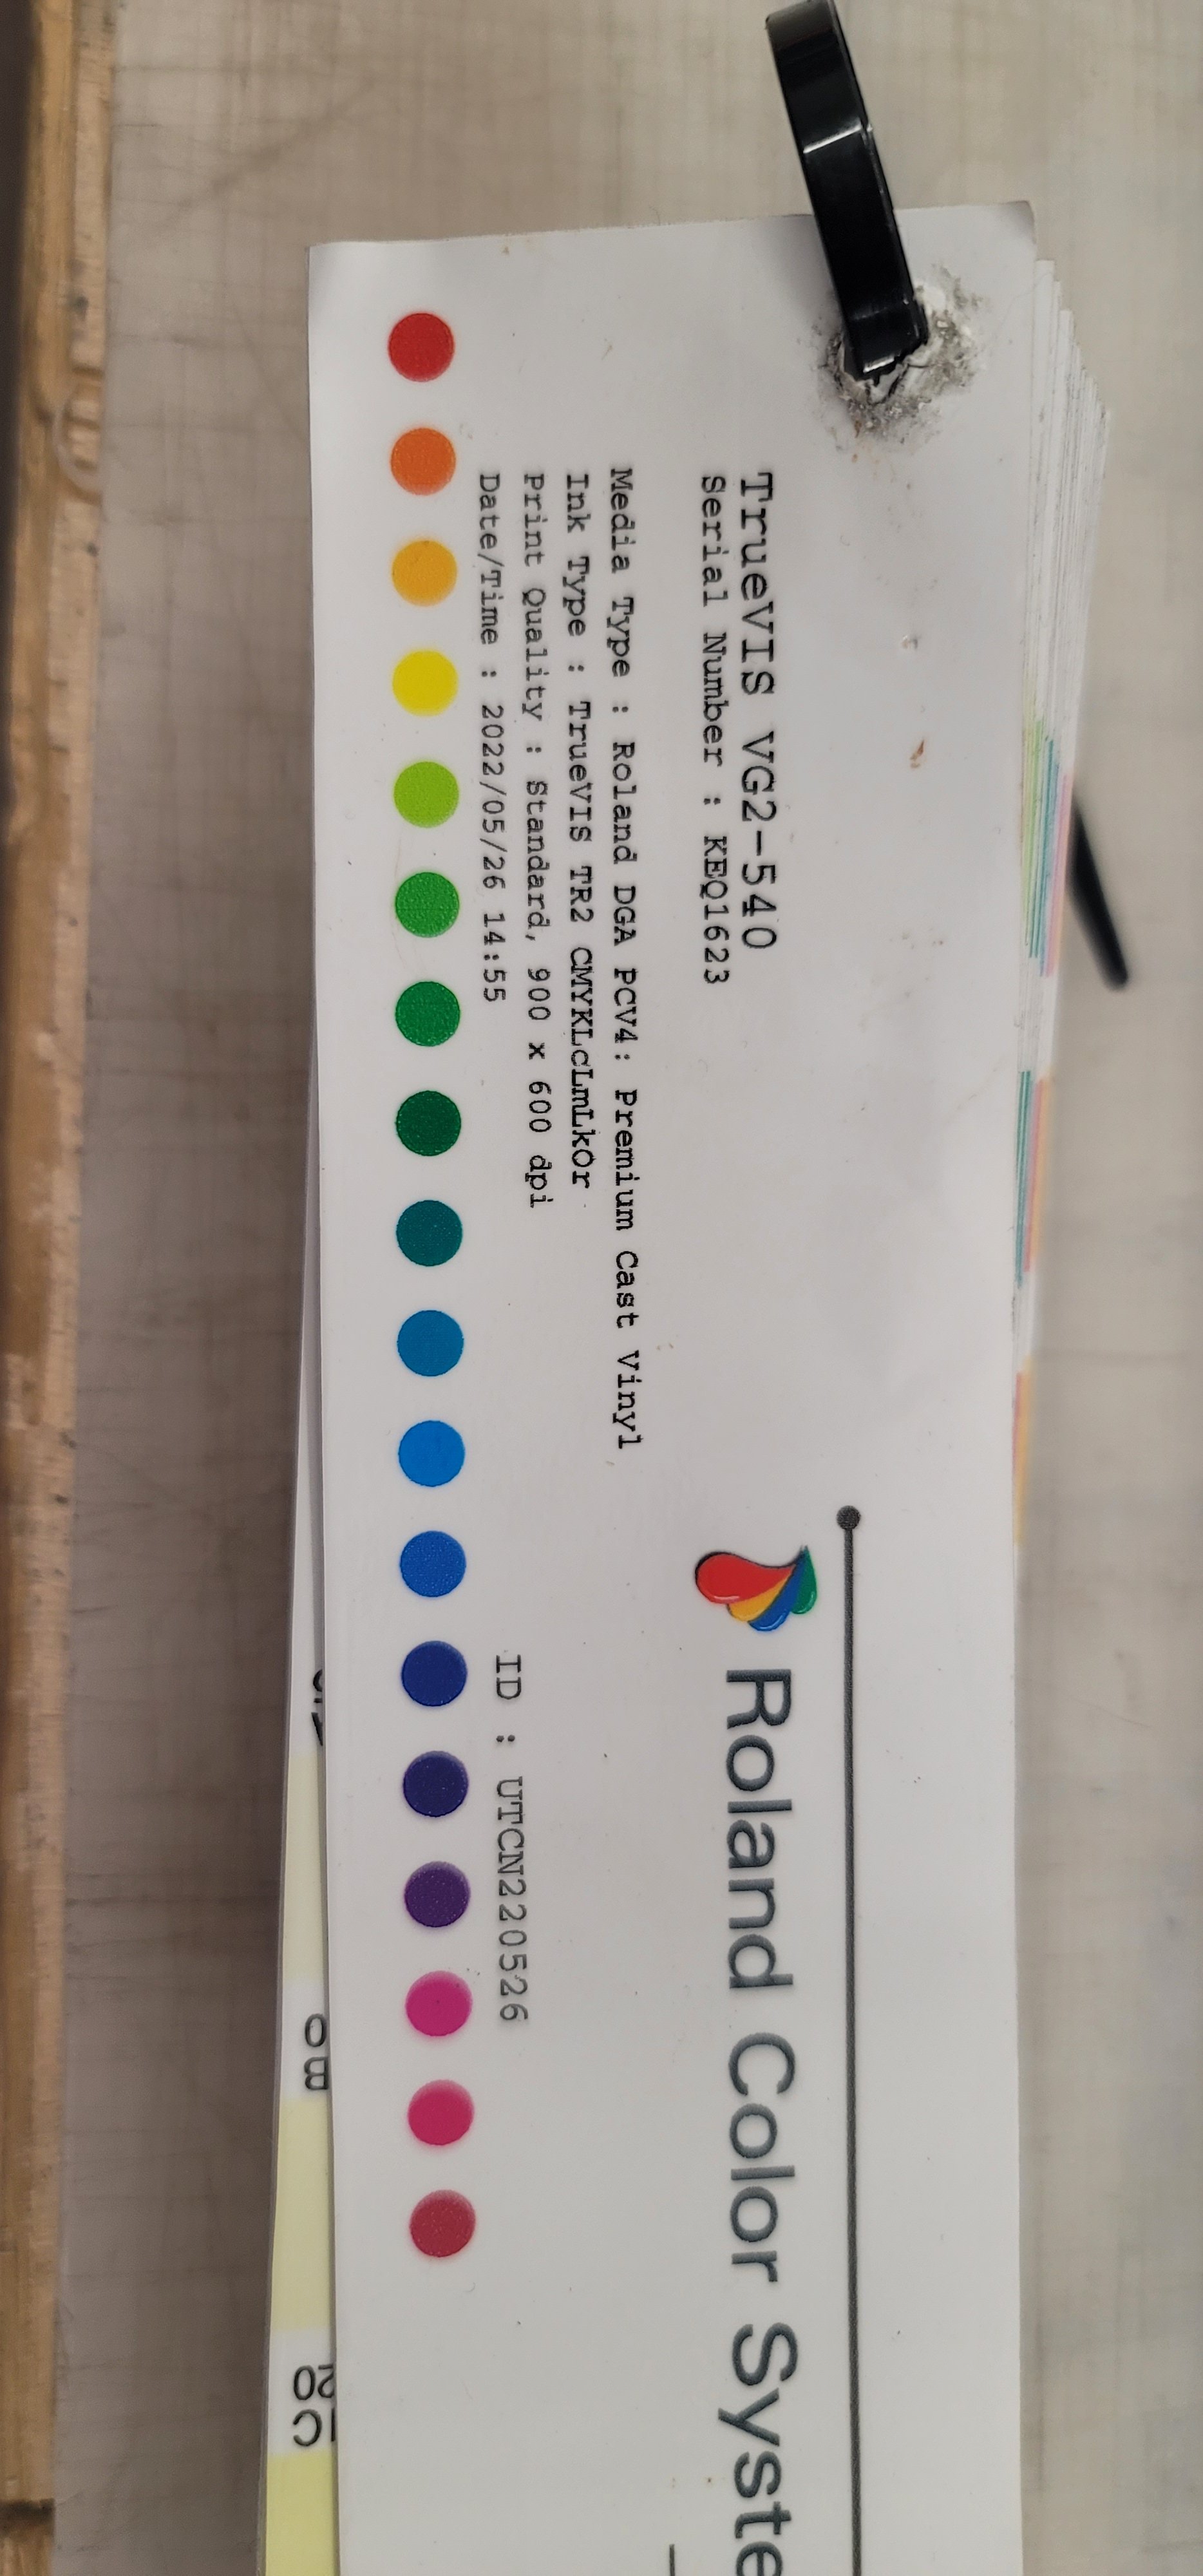 Roland Color Syste
TrueVIS VG2-540
Serial Number : KEQ1623
Media Type : Roland DGA PCV4: Premium Cast Vinyl
Ink Type : TrueVIS TR2 CMYKLcLmLkOr
Print Quality : Standard, 900 x 600 dpi
Date/Time : 2022/05/26 14:55
ID : UTCN220526